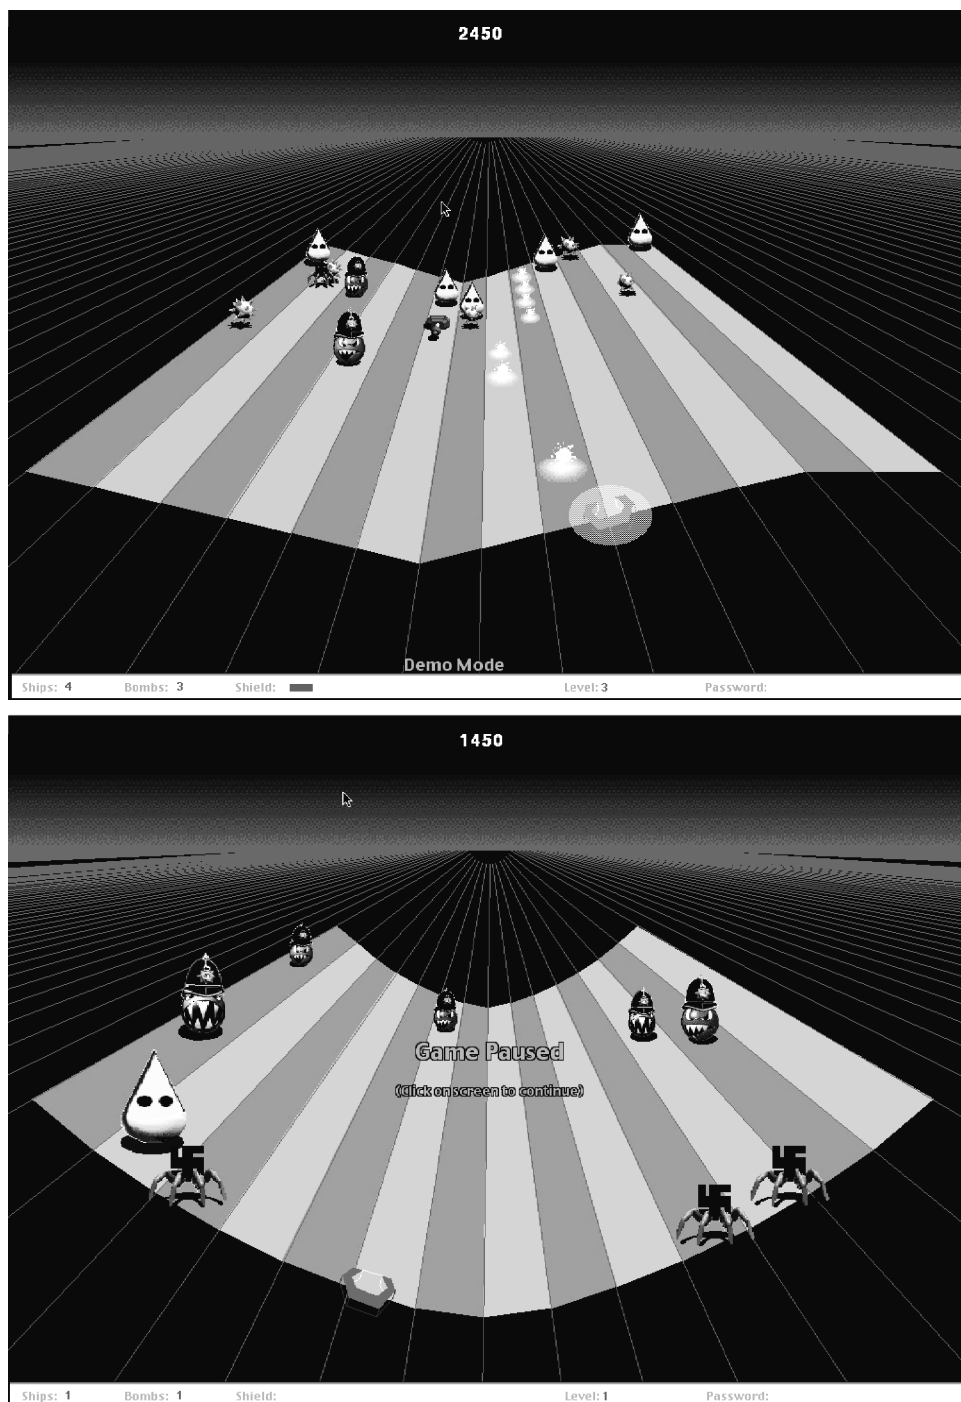 2450
Demo Mode
Ships: 4 Bombs: 3 Shield: Level: 3 Password:
1450
Game Paused
(Click on screen to continue)
Ships: 1 Bombs: 1 Shield: Level: 1 Password: